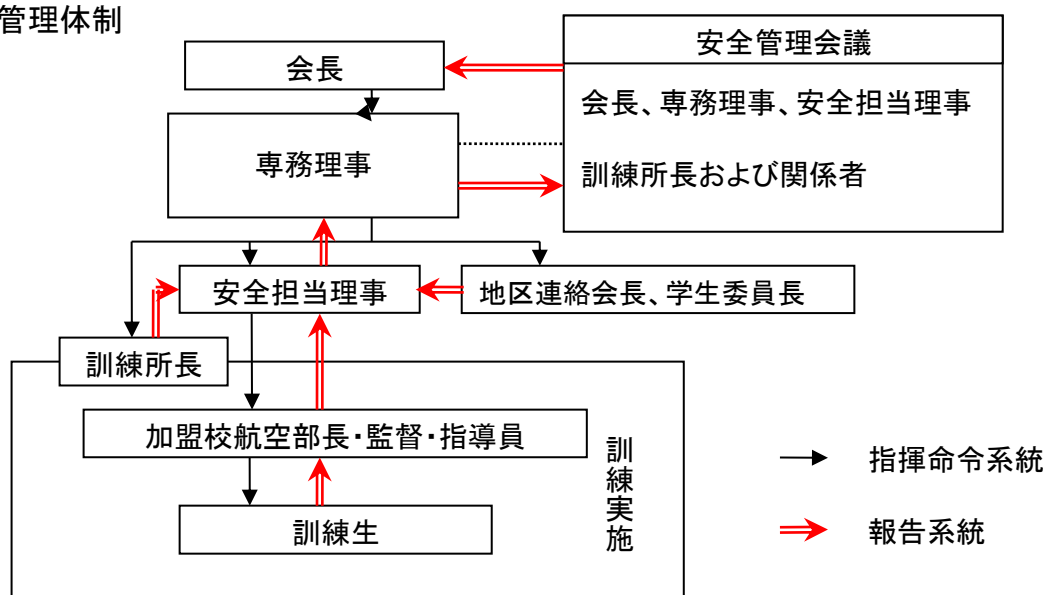 管理体制
会長
安全管理会議
会長、専務理事、安全担当理事
訓練所長および関係者
専務理事
安全担当理事
地区連絡会長、学生委員長
訓練所長
加盟校航空部長・監督・指導員
訓練生
訓練実施
指揮命令系統
報告系統